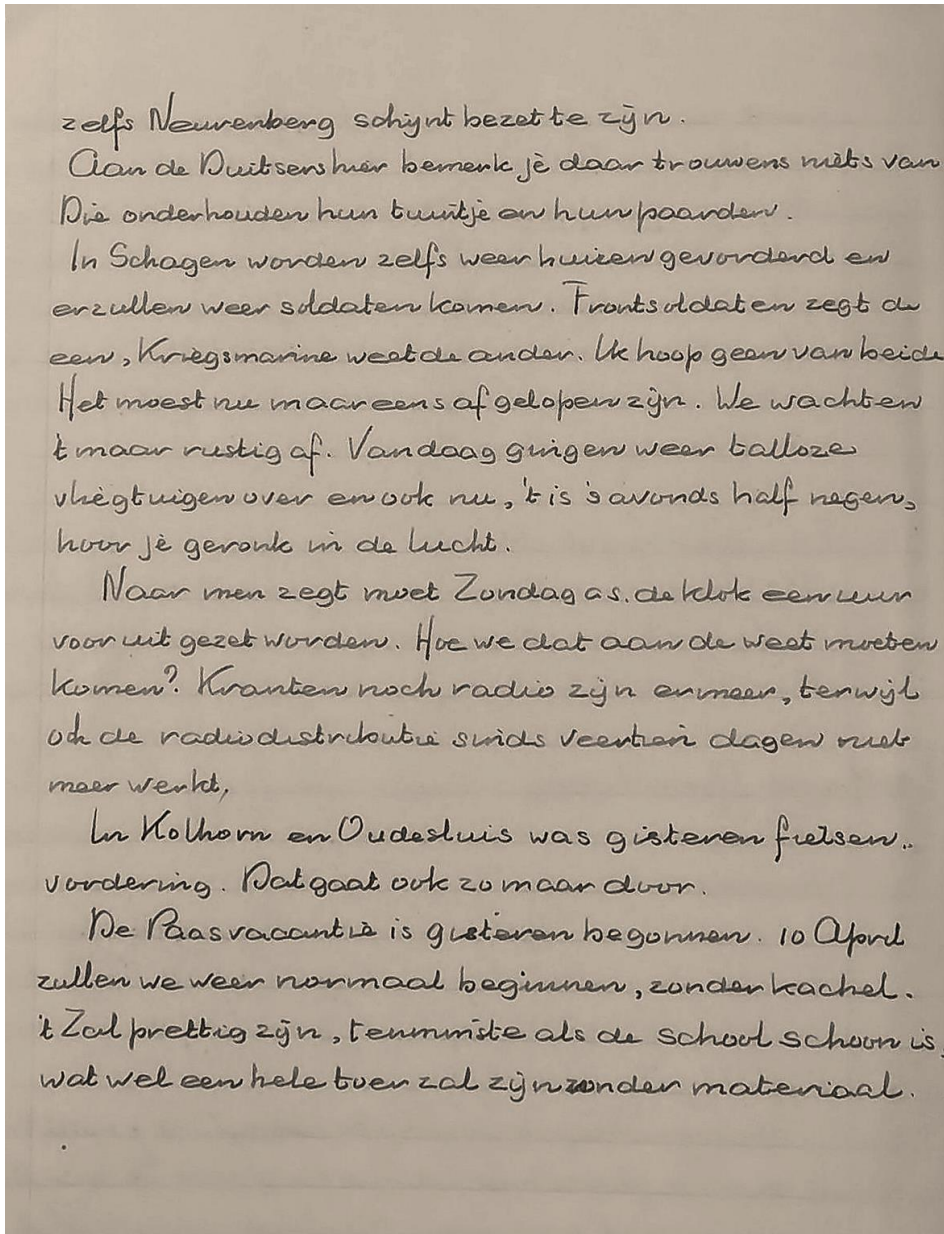 zelfs Neurenberg schijnt bezet te zijn.
Aan de Duitsers hier bemerk je daar trouwens niets van
Die onderhouden hun tuintje en hun paarden.
In Schagen worden zelfs weer huizen gevorderd en
er zullen weer soldaten komen. Frontsoldaten zegt de
een, Kriegsmarine weet de ander. Ik hoop geen van beide
Het moest nu maar eens afgelopen zijn. We wachten
't maar rustig af. Vandaag gingen weer talloze
vliegtuigen over en ook nu, 't is 's avonds half negen,
hoor je geronk in de lucht.
Naar men zegt moet Zondag a.s. de klok een uur
vooruit gezet worden. Hoe we dat aan de weet moeten
komen? Kranten noch radio zijn er meer, terwijl
ook de radiodistributie sinds veertien dagen niet
meer werkt,
In Kolhorn en Oudesluis was gisteren fietsen..
vordering. Dat gaat ook zo maar door.
De Paasvacantie is gisteren begonnen. 10 April
zullen we weer normaal beginnen, zonder kachel.
't Zal prettig zijn, tenminste als de school schoon is,
wat wel een hele toer zal zijn zonder materiaal.